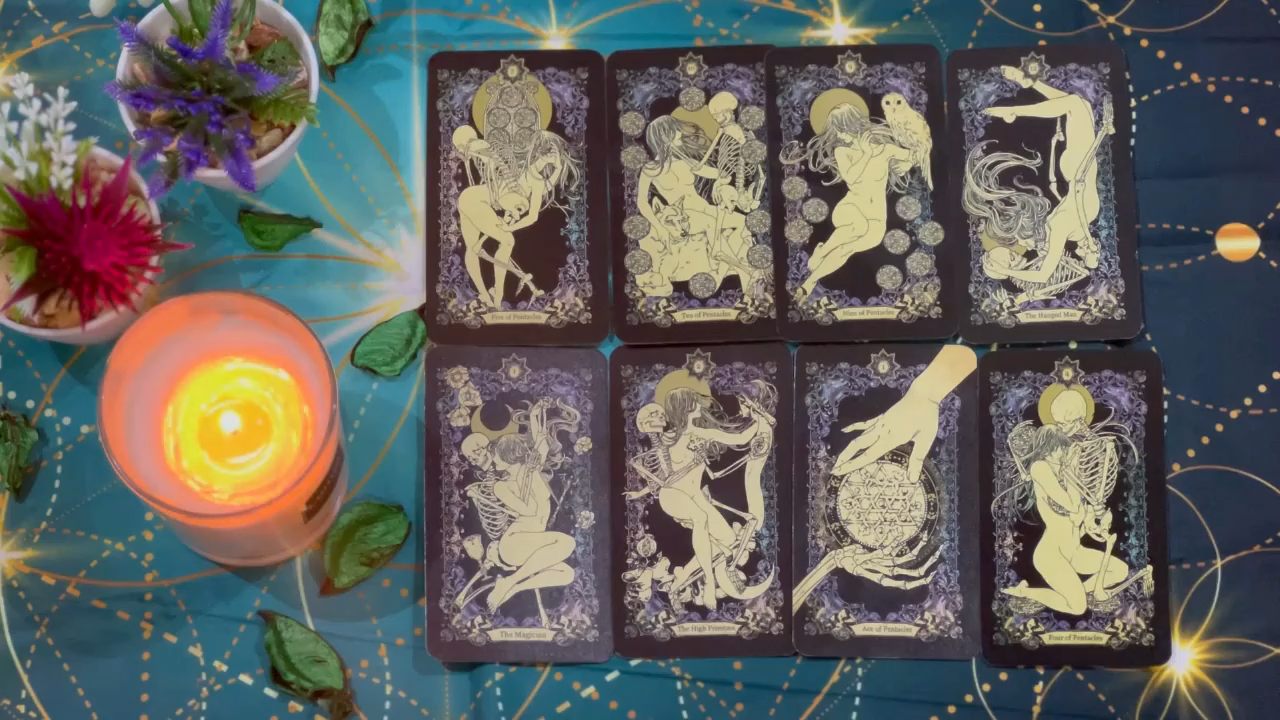 Five of Pentacles
Ten of Pentacles
Nine of Pentacles
The Hanged Man
The Magician
The High Priestess
Ace of Pentacles
Four of Pentacles